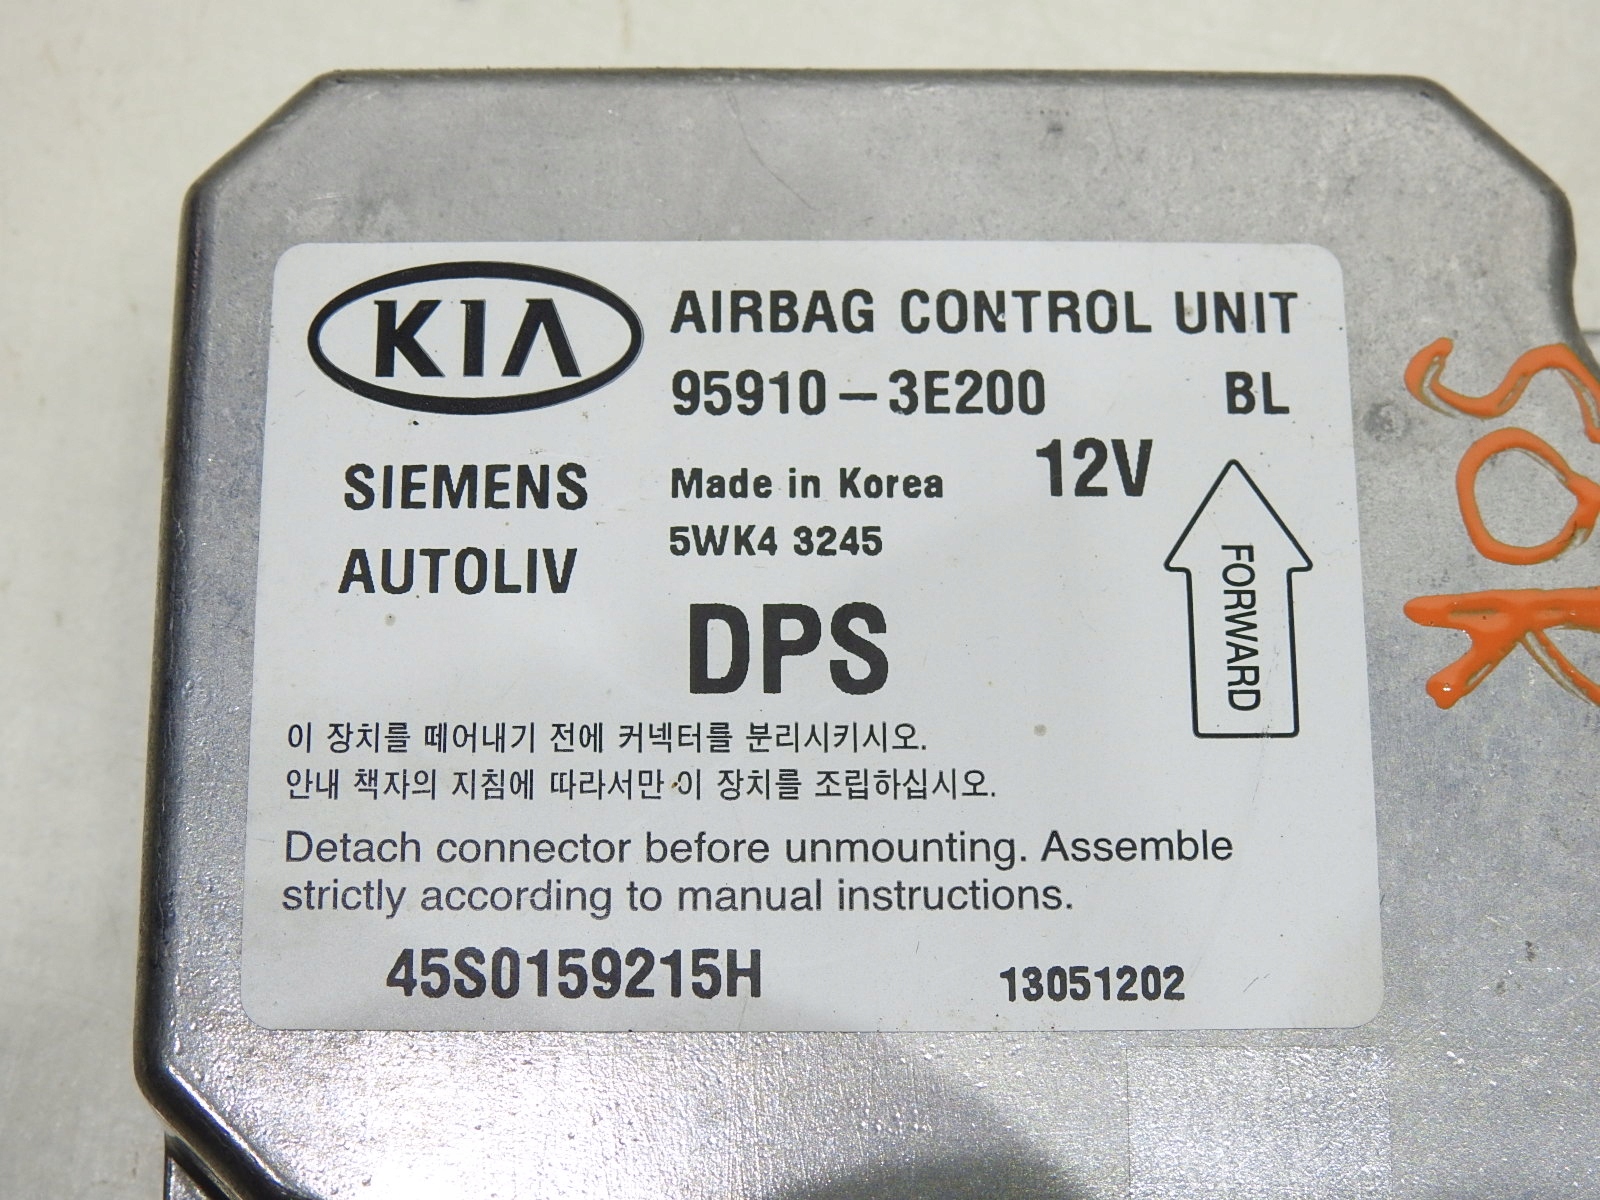 KIA
AIRBAG CONTROL UNIT
95910-3E200 BL
SIEMENS
AUTOLIV
Made in Korea
12V
5WK4 3245
DPS
FORWARD
이 장치를 떼어내기 전에 커넥터를 분리시키시오.
안내 책자의 지침에 따라서만 이 장치를 조립하십시오.
Detach connector before unmounting. Assemble
strictly according to manual instructions.
45S0159215H
13051202